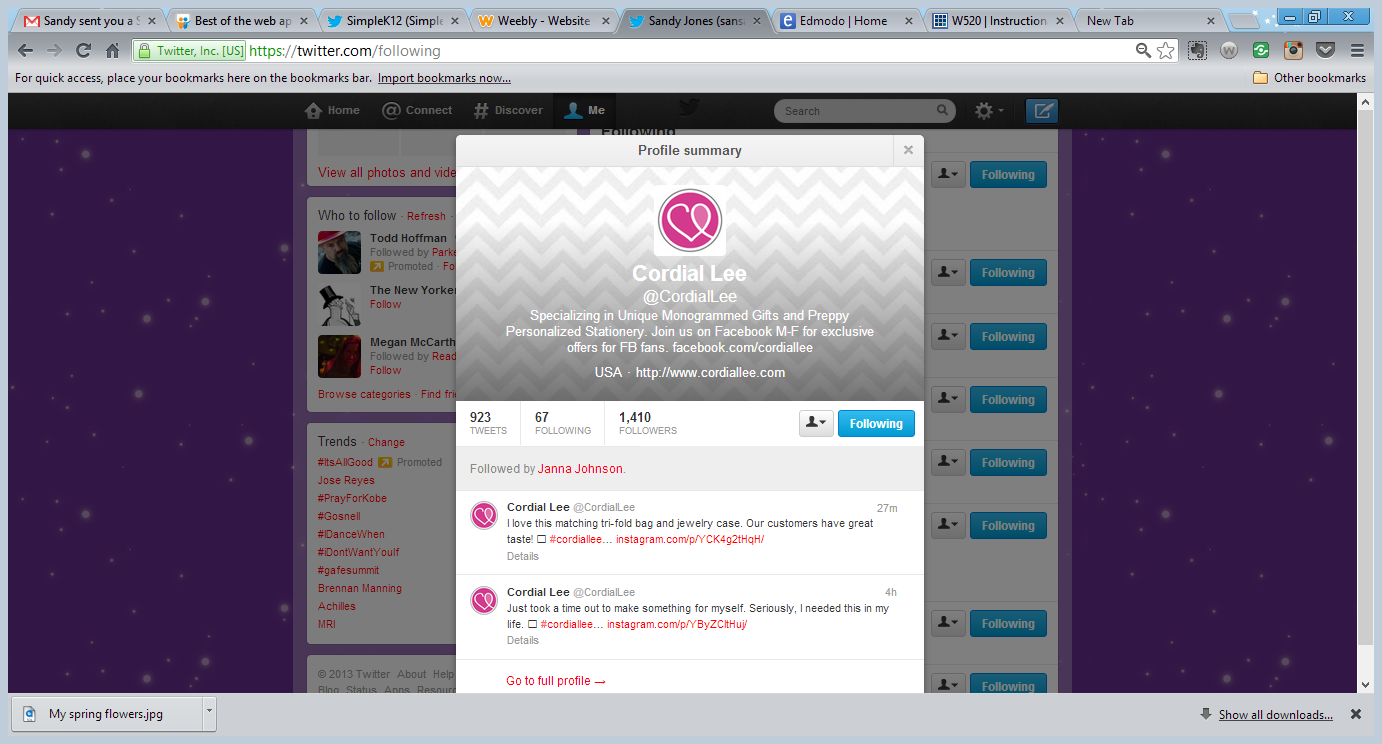 Sandy sent you a S
Best of the web ap
SimpleK12 (Simple
Weebly - Website
Sandy Jones (sansa
Edmodo | Home
W520 | Instruction
New Tab
Twitter, Inc. [US] https://twitter.com/following
For quick access, place your bookmarks here on the bookmarks bar. Import bookmarks now...
Other bookmarks
Home
Connect
Discover
Me
Search
Following
Profile summary
View all photos and vide
Who to follow · Refresh ·
Todd Hoffman
Followed by Parke
Promoted · Fo
The New Yorker
Follow
Megan McCarth
Followed by Read
Follow
Browse categories · Find frie
Trends · Change
#ItsAllGood Promoted
Jose Reyes
#PrayForKobe
#Gosnell
#IDanceWhen
#iDontWantYouIf
#gafesummit
Brennan Manning
Achilles
MRI
© 2013 Twitter About Help
Blog Status Apps Resourc
Cordial Lee
@CordialLee
Specializing in Unique Monogrammed Gifts and Preppy
Personalized Stationery. Join us on Facebook M-F for exclusive
offers for FB fans. facebook.com/cordiallee
USA · http://www.cordiallee.com
923
TWEETS
67
FOLLOWING
1,410
FOLLOWERS
Following
Followed by Janna Johnson.
Cordial Lee @CordialLee 27m
I love this matching tri-fold bag and jewelry case. Our customers have great
taste! #cordiallee... instagram.com/p/YCK4g2tHqH/
Details
Cordial Lee @CordialLee 4h
Just took a time out to make something for myself. Seriously, I needed this in my
life. #cordiallee... instagram.com/p/YByZCltHuj/
Details
Go to full profile →
Following
Following
Following
Following
Following
Following
Following
Following
My spring flowers.jpg
Show all downloads...